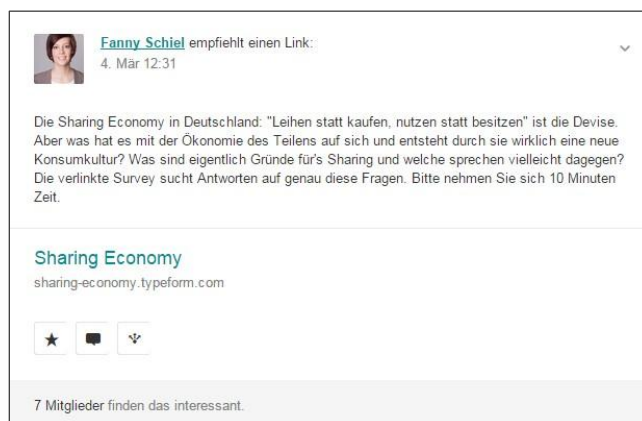 Fanny Schiel empfiehlt einen Link:
4. Mär 12:31
Die Sharing Economy in Deutschland: "Leihen statt kaufen, nutzen statt besitzen" ist die Devise.
Aber was hat es mit der Ökonomie des Teilens auf sich und entsteht durch sie wirklich eine neue
Konsumkultur? Was sind eigentlich Gründe für's Sharing und welche sprechen vielleicht dagegen?
Die verlinkte Survey sucht Antworten auf genau diese Fragen. Bitte nehmen Sie sich 10 Minuten
Zeit.
Sharing Economy
sharing-economy.typeform.com
7 Mitglieder finden das interessant.